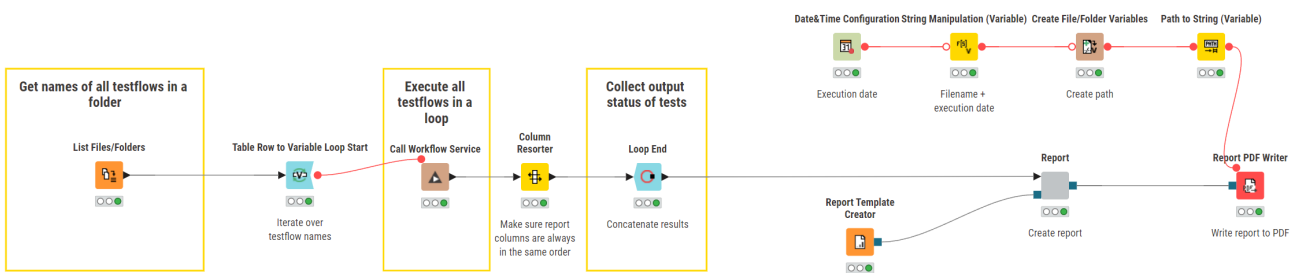 Date&Time Configuration
String Manipulation (Variable)
Create File/Folder Variables
Path to String (Variable)
Execution date
Filename +
execution date
Create path
Get names of all testflows in a
folder
Execute all
testflows in a
loop
Collect output
status of tests
List Files/Folders
Table Row to Variable Loop Start
Iterate over
testflow names
Call Workflow Service
Column
Resorter
Make sure report
columns are always
in the same order
Loop End
Concatenate results
Report Template
Creator
Report
Create report
Report PDF Writer
Write report to PDF